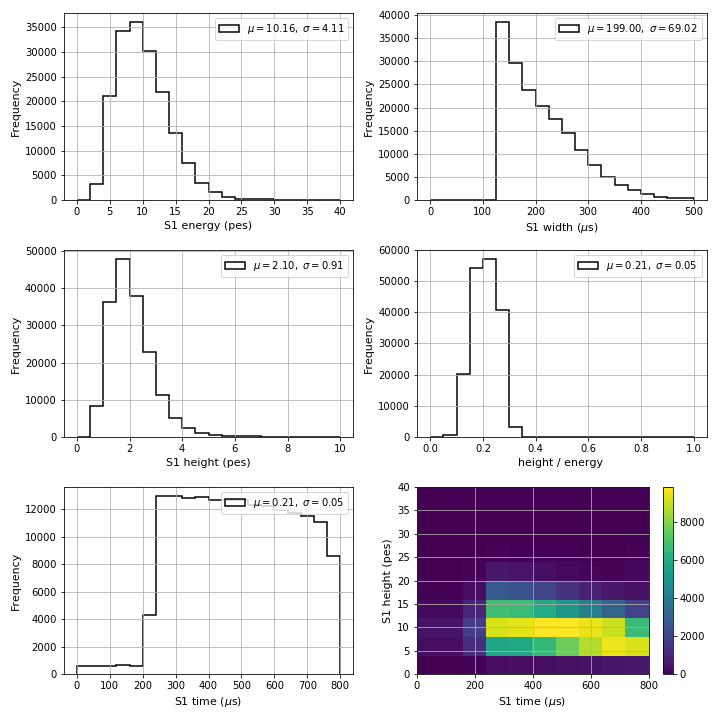 Frequency
35000
30000
25000
20000
15000
10000
5000
0
μ = 10.16, σ = 4.11
0 5 10 15 20 25 30 35 40
S1 energy (pes)
Frequency
40000
35000
30000
25000
20000
15000
10000
5000
0
μ = 199.00, σ = 69.02
0 100 200 300 400 500
S1 width (μs)
Frequency
50000
40000
30000
20000
10000
0
μ = 2.10, σ = 0.91
0 2 4 6 8 10
S1 height (pes)
Frequency
60000
50000
40000
30000
20000
10000
0
μ = 0.21, σ = 0.05
0.0 0.2 0.4 0.6 0.8 1.0
height / energy
Frequency
12000
10000
8000
6000
4000
2000
0
μ = 0.21, σ = 0.05
0 100 200 300 400 500 600 700 800
S1 time (μs)
S1 height (pes)
40
35
30
25
20
15
10
5
0
0 200 400 600 800
S1 time (μs)
8000
6000
4000
2000
0